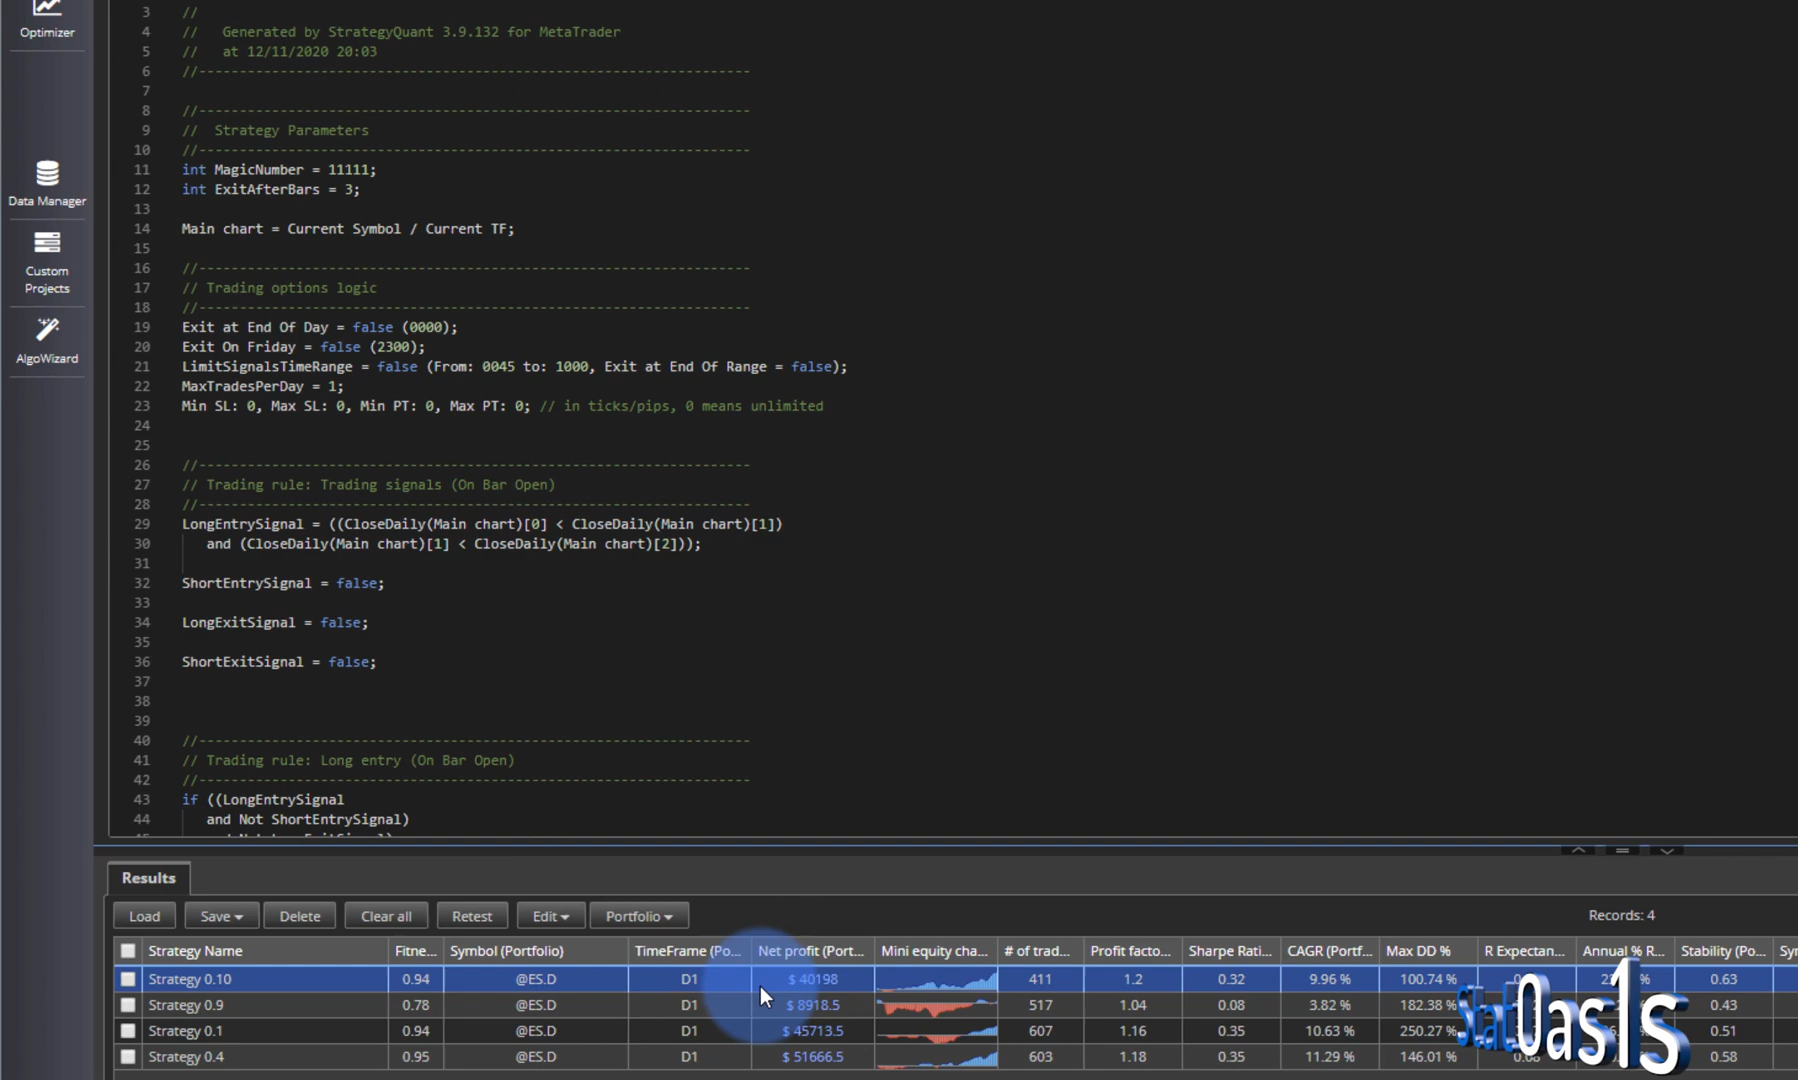 Optimizer
Data Manager
Custom
Projects
AlgoWizard
3 //
4 // Generated by StrategyQuant 3.9.132 for MetaTrader
5 // at 12/11/2020 20:03
6 //--------------------------------------------------------------------
7
8 //--------------------------------------------------------------------
9 // Strategy Parameters
10 //--------------------------------------------------------------------
11 int MagicNumber = 11111;
12 int ExitAfterBars = 3;
13
14 Main chart = Current Symbol / Current TF;
15
16 //--------------------------------------------------------------------
17 // Trading options logic
18 //--------------------------------------------------------------------
19 Exit at End Of Day = false (0000);
20 Exit On Friday = false (2300);
21 LimitSignalsTimeRange = false (From: 0045 to: 1000, Exit at End Of Range = false);
22 MaxTradesPerDay = 1;
23 Min SL: 0, Max SL: 0, Min PT: 0, Max PT: 0; // in ticks/pips, 0 means unlimited
24
25
26 //--------------------------------------------------------------------
27 // Trading rule: Trading signals (On Bar Open)
28 //--------------------------------------------------------------------
29 LongEntrySignal = ((CloseDaily(Main chart)[0] < CloseDaily(Main chart)[1])
30 and (CloseDaily(Main chart)[1] < CloseDaily(Main chart)[2]));
31
32 ShortEntrySignal = false;
33
34 LongExitSignal = false;
35
36 ShortExitSignal = false;
37
38
39
40 //--------------------------------------------------------------------
41 // Trading rule: Long entry (On Bar Open)
42 //--------------------------------------------------------------------
43 if ((LongEntrySignal
44 and Not ShortEntrySignal)
Results
Load Save Delete Clear all Retest Edit Portfolio Records: 4
Strategy Name Fitne... Symbol (Portfolio) TimeFrame (Po... Net profit (Port... Mini equity cha... # of trad... Profit facto... Sharpe Rati... CAGR (Portf... Max DD % R Expectan... Annual % R... Stability (Po... Sy
Strategy 0.10 0.94 @ES.D D1 $ 40198 411 1.2 0.32 9.96 % 100.74 % % 0.63
Strategy 0.9 0.78 @ES.D D1 $ 8918.5 517 1.04 0.08 3.82 % 182.38 % 0.43
Strategy 0.1 0.94 @ES.D D1 $ 45713.5 607 1.16 0.35 10.63 % 250.27 % 0.51
Strategy 0.4 0.95 @ES.D D1 $ 51666.5 603 1.18 0.35 11.29 % 146.01 % 0.58
StatOas1s